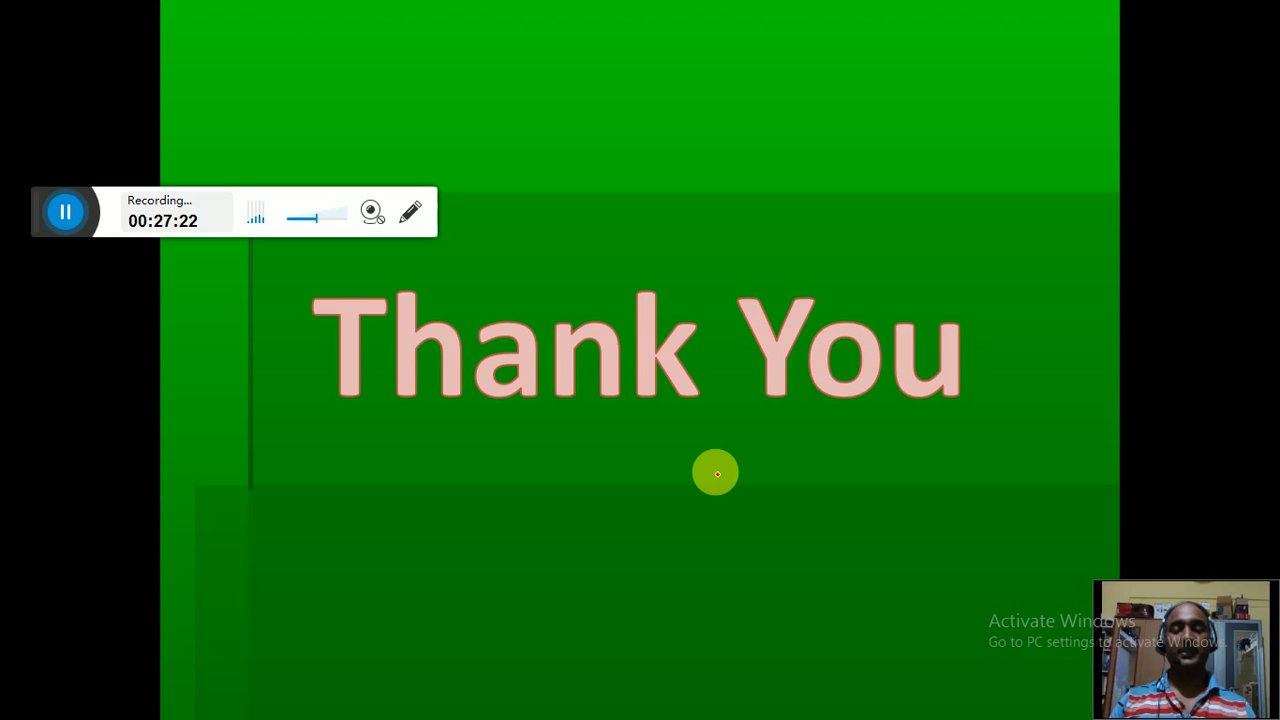 Recording...
00:27:22
Thank You
Activate Windows
Go to PC settings to activate Windows.